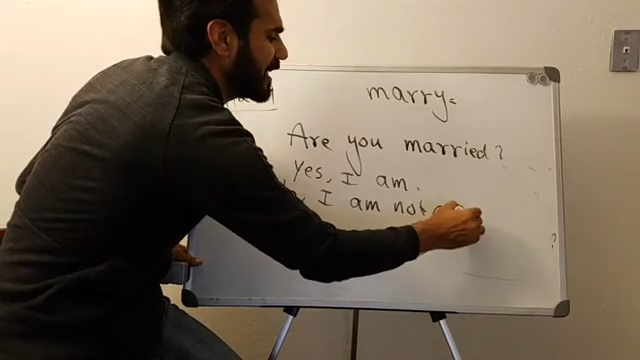 marry=
Are you married?
Yes, I am.
I am not
?